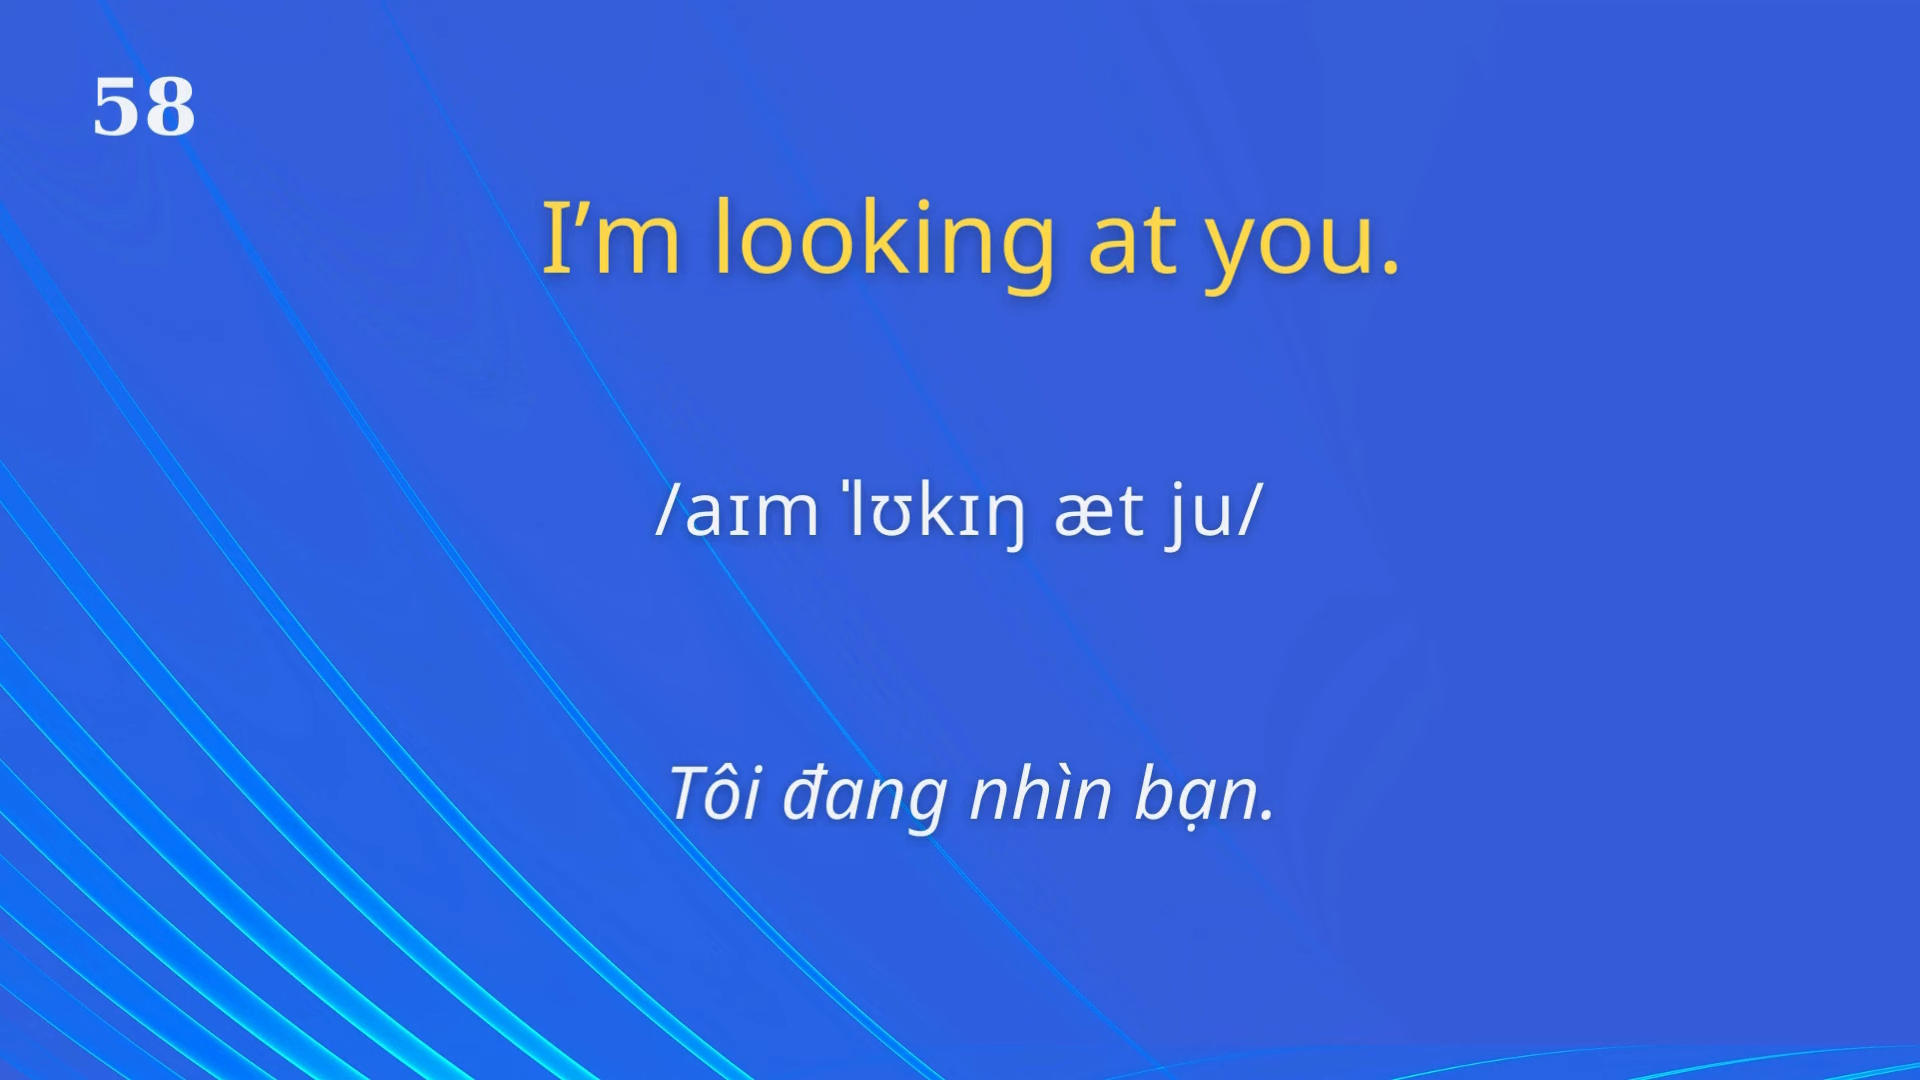 58
I’m looking at you.
/aɪm ˈlʊkɪŋ æt ju/
Tôi đang nhìn bạn.